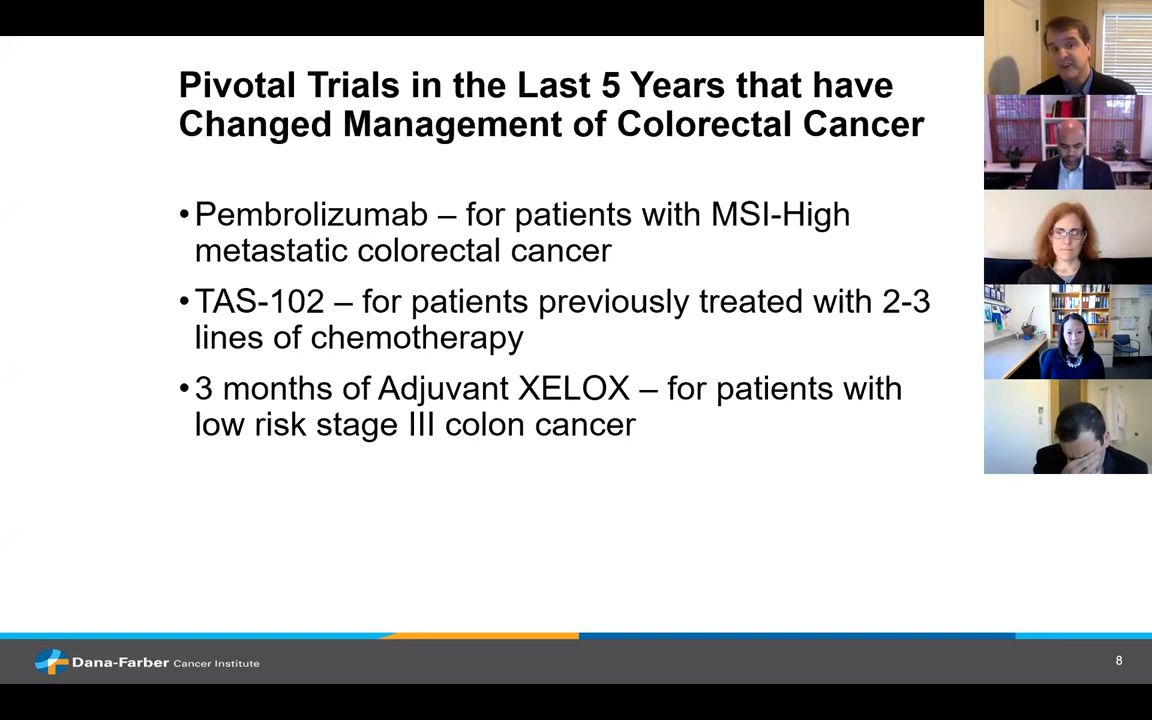 Pivotal Trials in the Last 5 Years that have
Changed Management of Colorectal Cancer
• Pembrolizumab – for patients with MSI-High
metastatic colorectal cancer
• TAS-102 – for patients previously treated with 2-3
lines of chemotherapy
• 3 months of Adjuvant XELOX – for patients with
low risk stage III colon cancer
Dana-Farber Cancer Institute
8